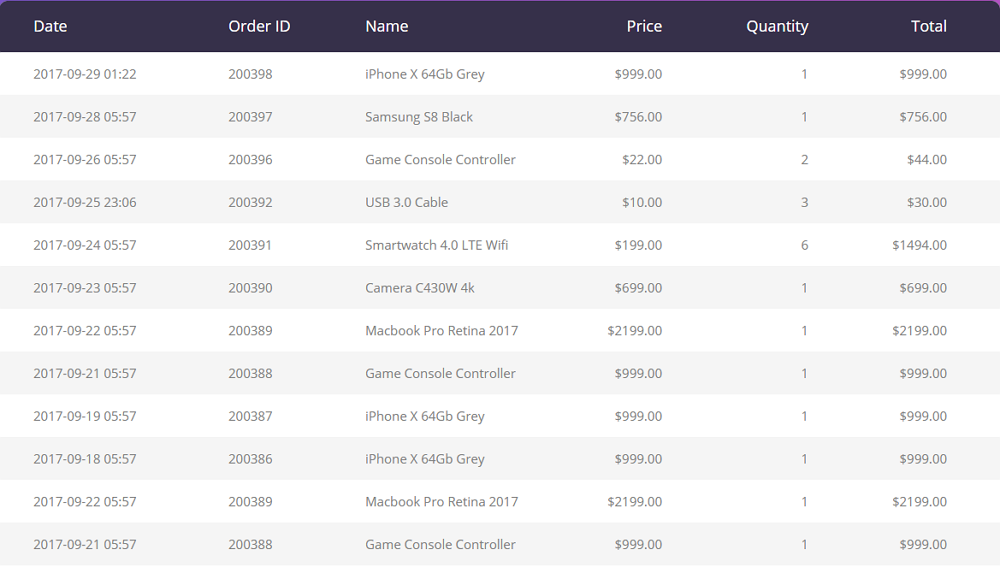 Date Order ID Name Price Quantity Total
2017-09-29 01:22 200398 iPhone X 64Gb Grey $999.00 1 $999.00
2017-09-28 05:57 200397 Samsung S8 Black $756.00 1 $756.00
2017-09-26 05:57 200396 Game Console Controller $22.00 2 $44.00
2017-09-25 23:06 200392 USB 3.0 Cable $10.00 3 $30.00
2017-09-24 05:57 200391 Smartwatch 4.0 LTE Wifi $199.00 6 $1494.00
2017-09-23 05:57 200390 Camera C430W 4k $699.00 1 $699.00
2017-09-22 05:57 200389 Macbook Pro Retina 2017 $2199.00 1 $2199.00
2017-09-21 05:57 200388 Game Console Controller $999.00 1 $999.00
2017-09-19 05:57 200387 iPhone X 64Gb Grey $999.00 1 $999.00
2017-09-18 05:57 200386 iPhone X 64Gb Grey $999.00 1 $999.00
2017-09-22 05:57 200389 Macbook Pro Retina 2017 $2199.00 1 $2199.00
2017-09-21 05:57 200388 Game Console Controller $999.00 1 $999.00